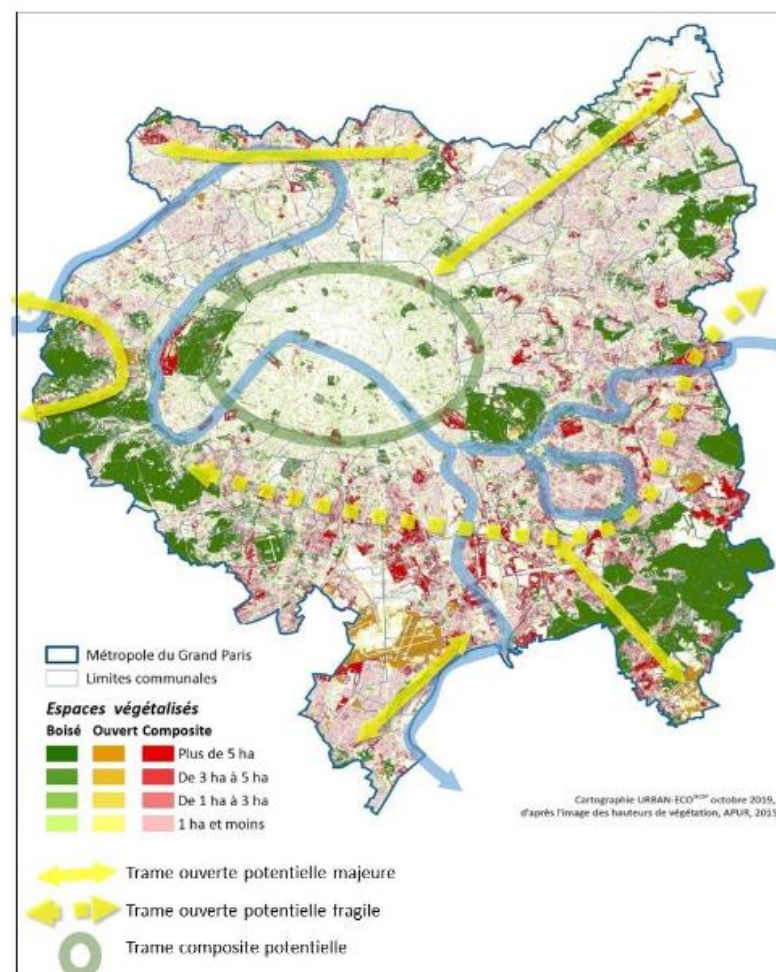 Métropole du Grand Paris
Limites communales
Espaces végétalisés
Boisé Ouvert Composite
Plus de 5 ha
De 3 ha à 5 ha
De 1 ha à 3 ha
1 ha et moins
Cartographie URBAN-ECO octobre 2019,
d'après l'image des hauteurs de végétation, APUR, 2015
Trame ouverte potentielle majeure
Trame ouverte potentielle fragile
Trame composite potentielle